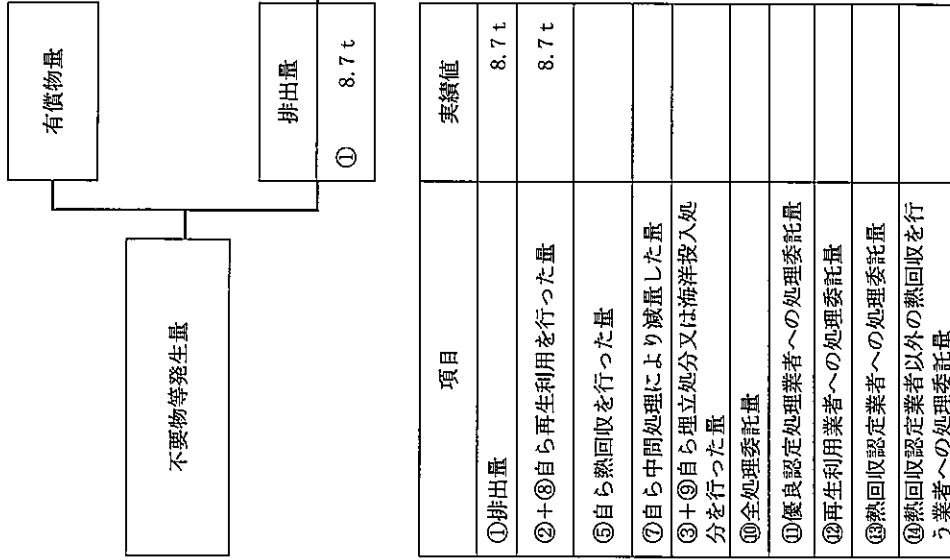 有償物量
排出量
① 8.7 t
不要物等発生量
項目 実績値
①排出量 8.7 t
②+⑧自ら再生利用を行った量 8.7 t
⑤自ら熱回収を行った量
⑦自ら中間処理により減量した量
③+⑨自ら埋立処分又は海洋投入処
分を行った量
⑩全処理委託量
⑪優良認定処理業者への処理委託量
⑫再生利用業者への処理委託量
⑬熱回収認定業者への処理委託量
⑭熱回収認定業者以外の熱回収を行
う業者への処理委託量